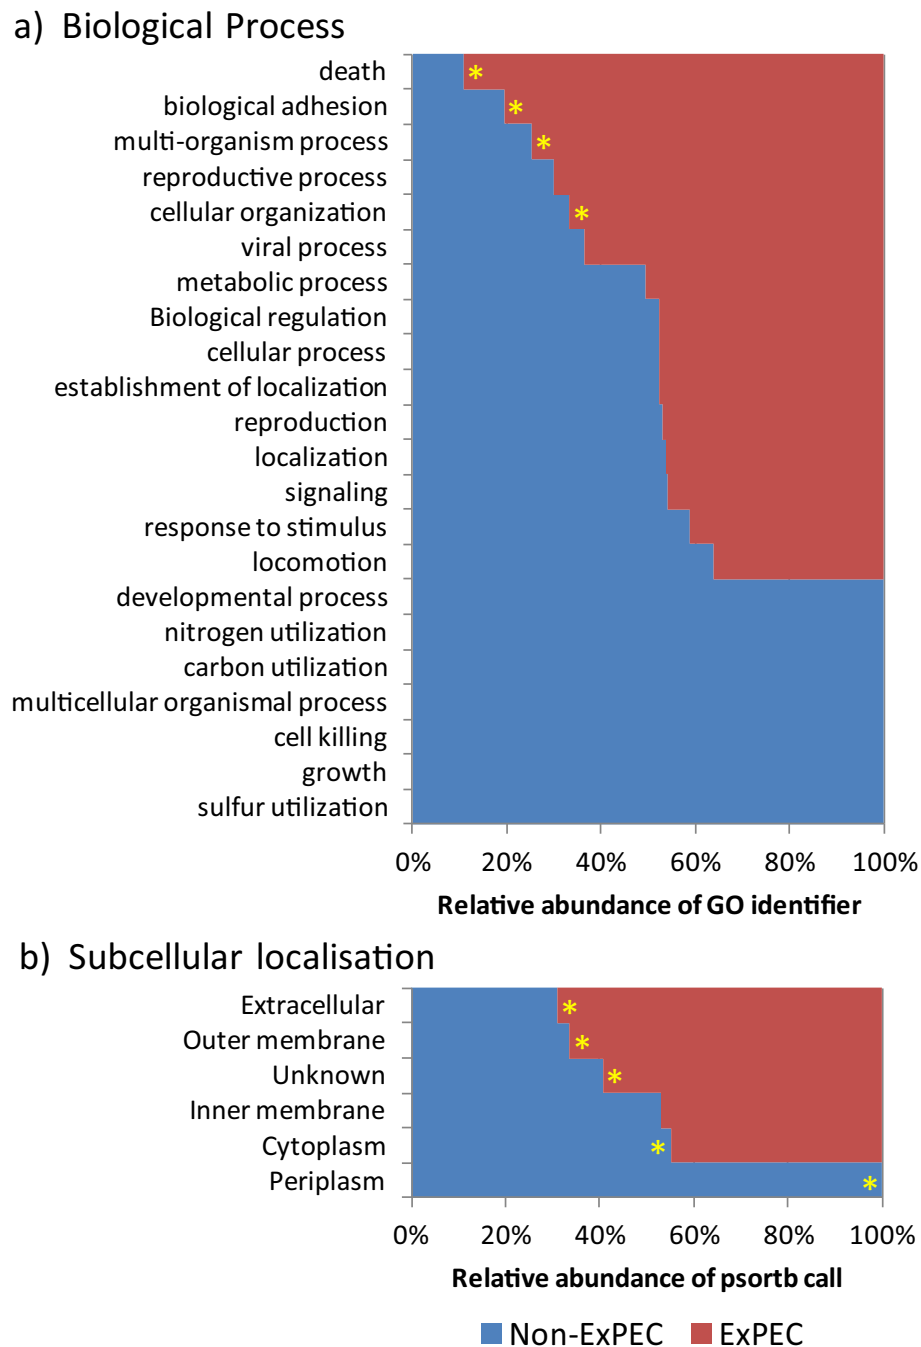 a) Biological Process
death
*
biological adhesion
*
multi-organism process
*
reproductive process
cellular organization
*
viral process
metabolic process
Biological regulation
cellular process
establishment of localization
reproduction
localization
signaling
response to stimulus
locomotion
developmental process
nitrogen utilization
carbon utilization
multicellular organismal process
cell killing
growth
sulfur utilization
0% 20% 40% 60% 80% 100%
Relative abundance of GO identifier
b) Subcellular localisation
Extracellular
*
Outer membrane
*
Unknown
*
Inner membrane
Cytoplasm
*
Periplasm
*
0% 20% 40% 60% 80% 100%
Relative abundance of psortb call
Non-ExPEC ExPEC